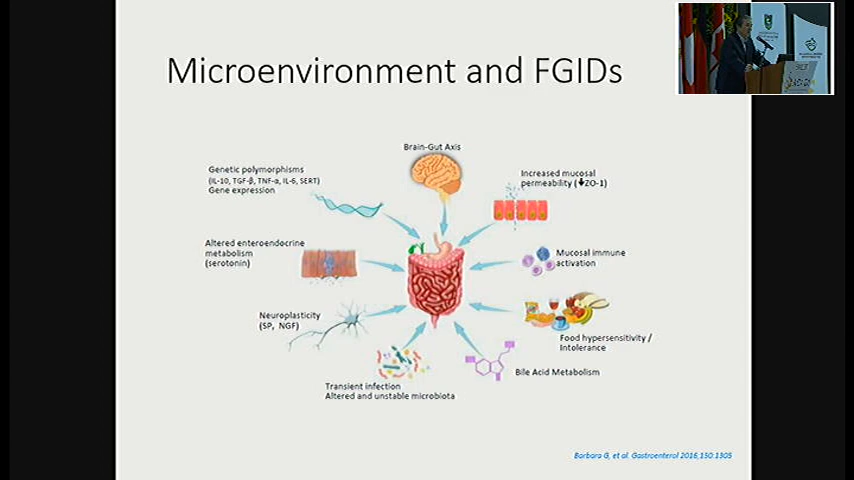 Microenvironment and FGIDs
Brain-Gut Axis
Genetic polymorphisms
(IL-10, TGF-β, TNF-α, IL-6, SERT)
Gene expression
Increased mucosal
permeability (🡇ZO-1)
Altered enteroendocrine
metabolism
(serotonin)
Mucosal immune
activation
Neuroplasticity
(SP, NGF)
Food hypersensitivity /
Intolerance
Bile Acid Metabolism
Transient infection
Altered and unstable microbiota
Barbara G, et al. Gastroenterol 2016;150:1305